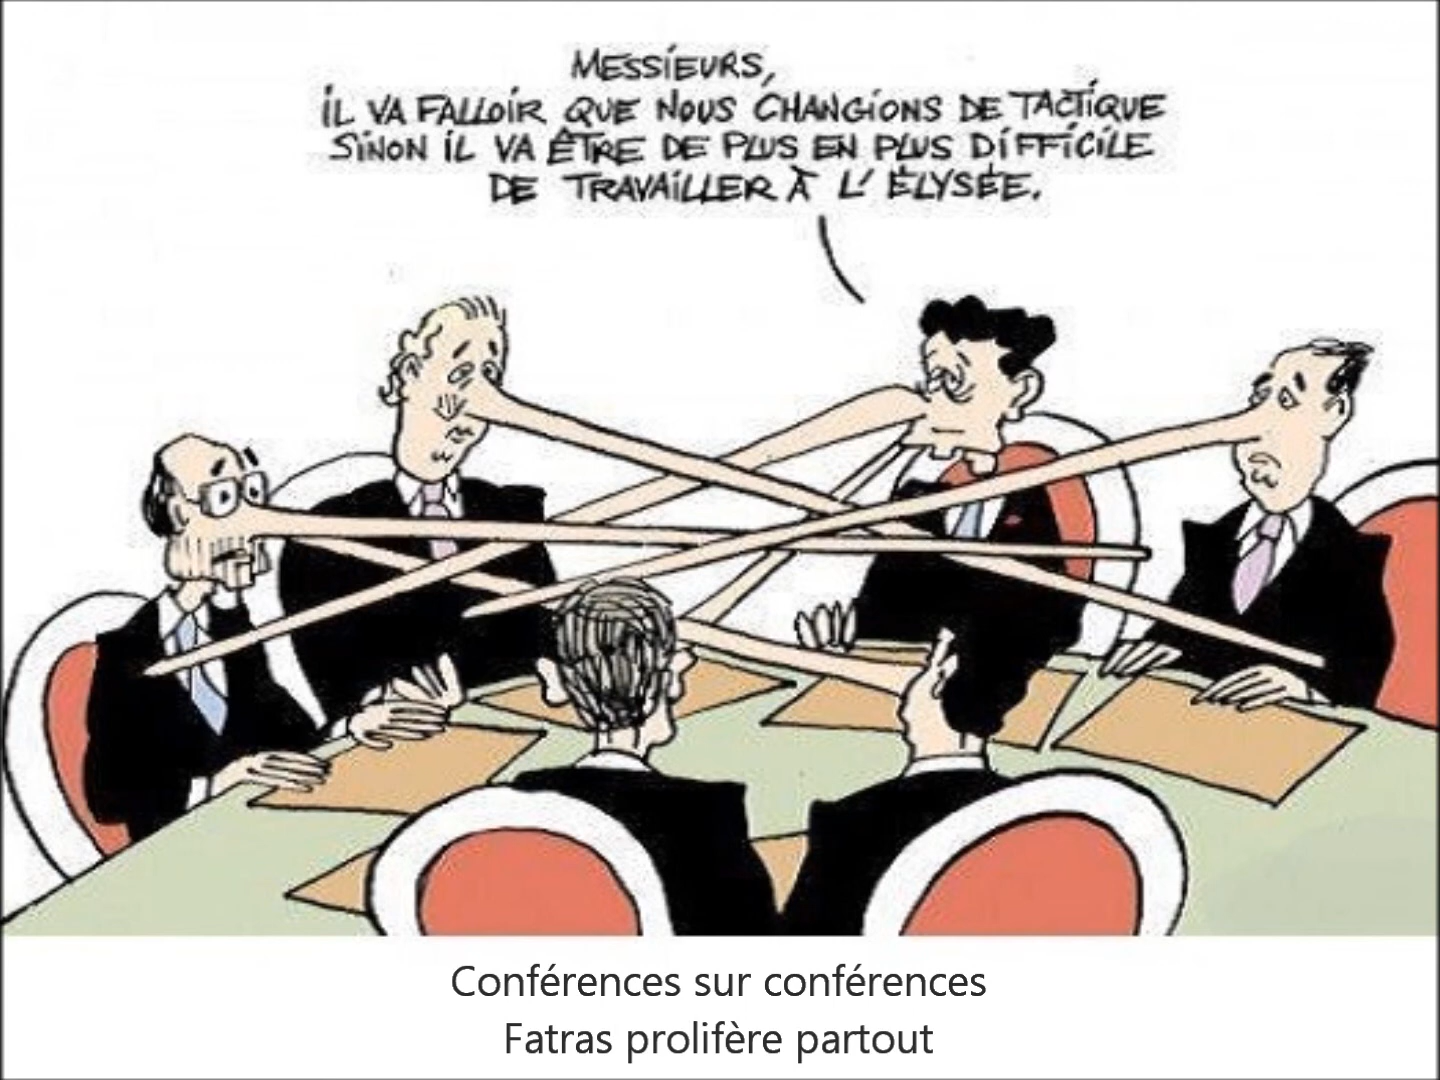 MESSIEURS,
IL VA FALLOIR QUE NOUS CHANGIONS DE TACTIQUE
SINON IL VA ÊTRE DE PLUS EN PLUS DIFFICILE
DE TRAVAILLER À L'ÉLYSÉE.
Conférences sur conférences
Fatras prolifère partout